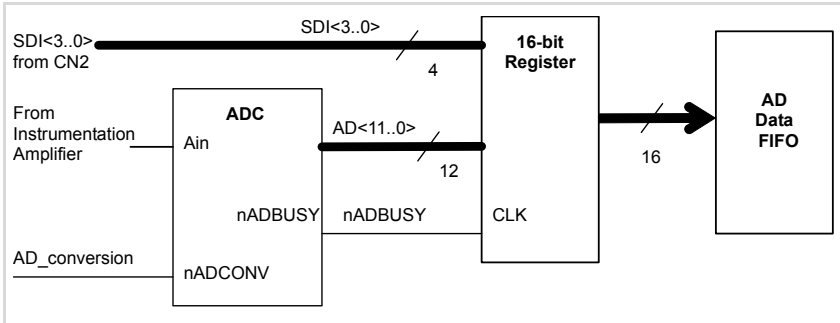 SDI<3..0>
SDI<3..0>
from CN2
4
16-bit
Register
From
Instrumentation
Amplifier
ADC
Ain
AD<11..0>
12
16
AD
Data
FIFO
nADBUSY
nADBUSY
CLK
AD_conversion
nADCONV